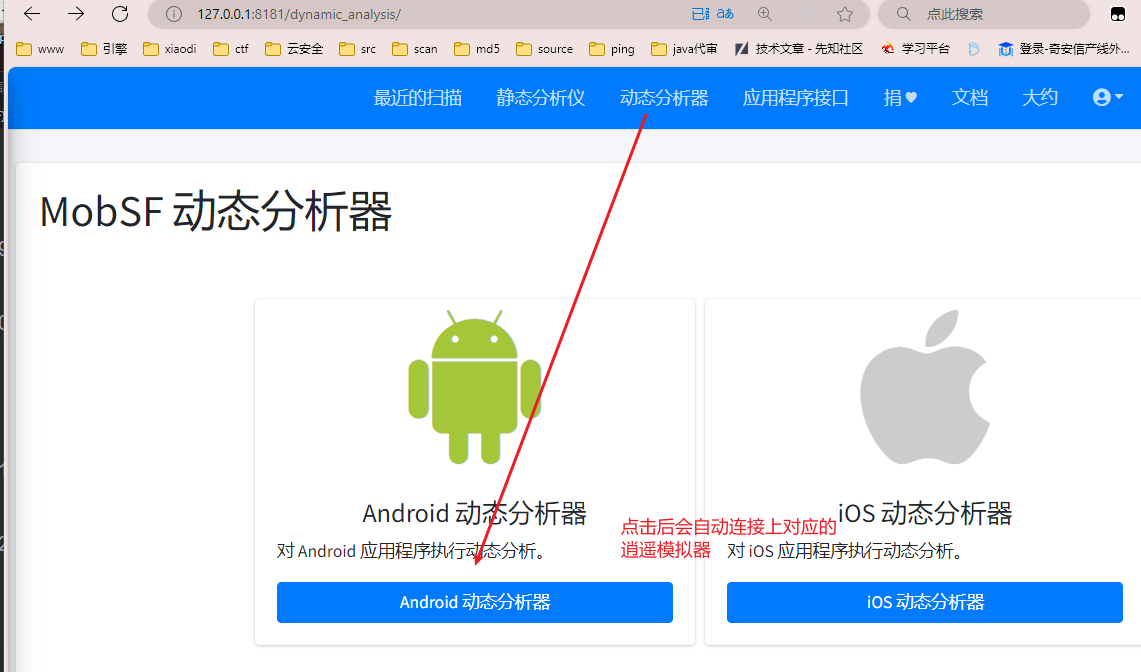 127.0.0.1:8181/dynamic_analysis/
aあ
点此搜索
www 引擎 xiaodi ctf 云安全 src scan md5 source ping java代审 技术文章 - 先知社区 学习平台 登录-奇安信产线外...
最近的扫描 静态分析仪 动态分析器 应用程序接口 捐 文档 大约
MobSF 动态分析器
Android 动态分析器
对 Android 应用程序执行动态分析。
Android 动态分析器
点击后会自动连接上对应的
逍遥模拟器
iOS 动态分析器
对 iOS 应用程序执行动态分析。
iOS 动态分析器